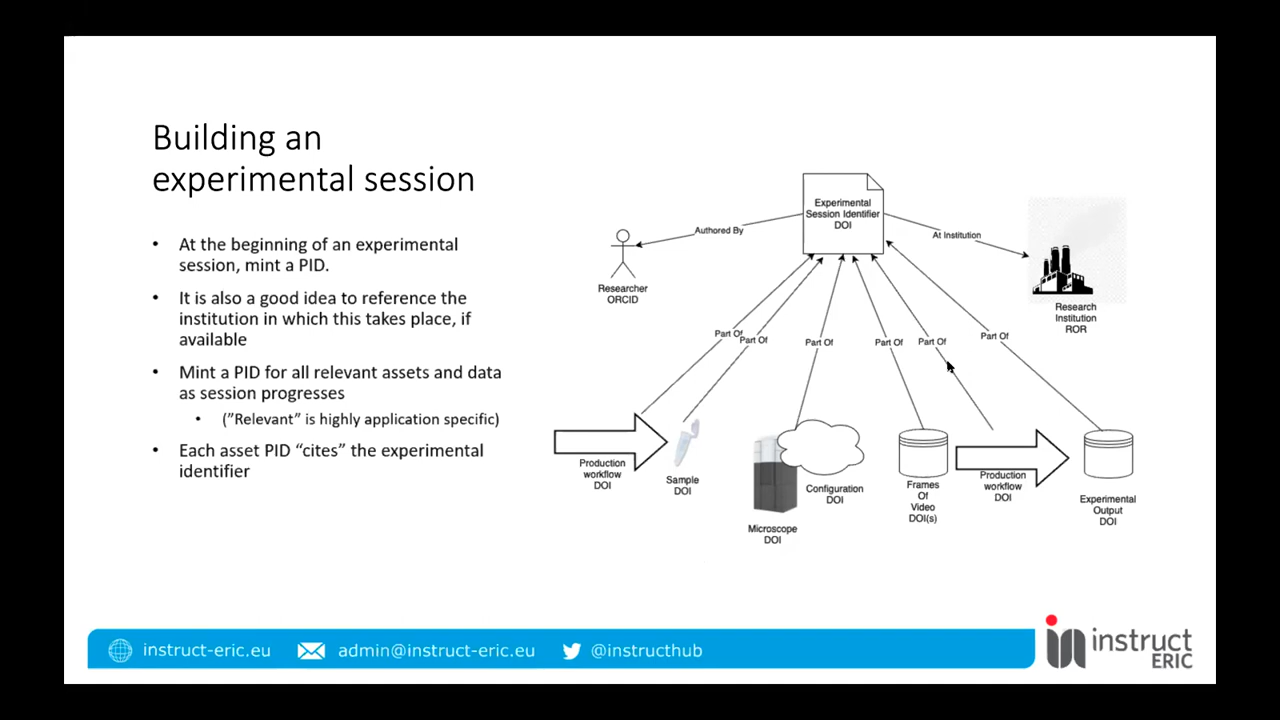 Building an
experimental session
• At the beginning of an experimental
session, mint a PID.
• It is also a good idea to reference the
institution in which this takes place, if
available
• Mint a PID for all relevant assets and data
as session progresses
• (”Relevant” is highly application specific)
• Each asset PID “cites” the experimental
identifier
Experimental
Session Identifier
DOI
Authored By
At Institution
Researcher
ORCID
Research
Institution
ROR
Part Of
Part Of
Part Of
Part Of
Part Of
Part Of
Production
workflow
DOI
Sample
DOI
Microscope
DOI
Configuration
DOI
Frames
Of
Video
DOI(s)
Production
workflow
DOI
Experimental
Output
DOI
instruct-eric.eu
admin@instruct-eric.eu
@instructhub
in instruct
ERIC